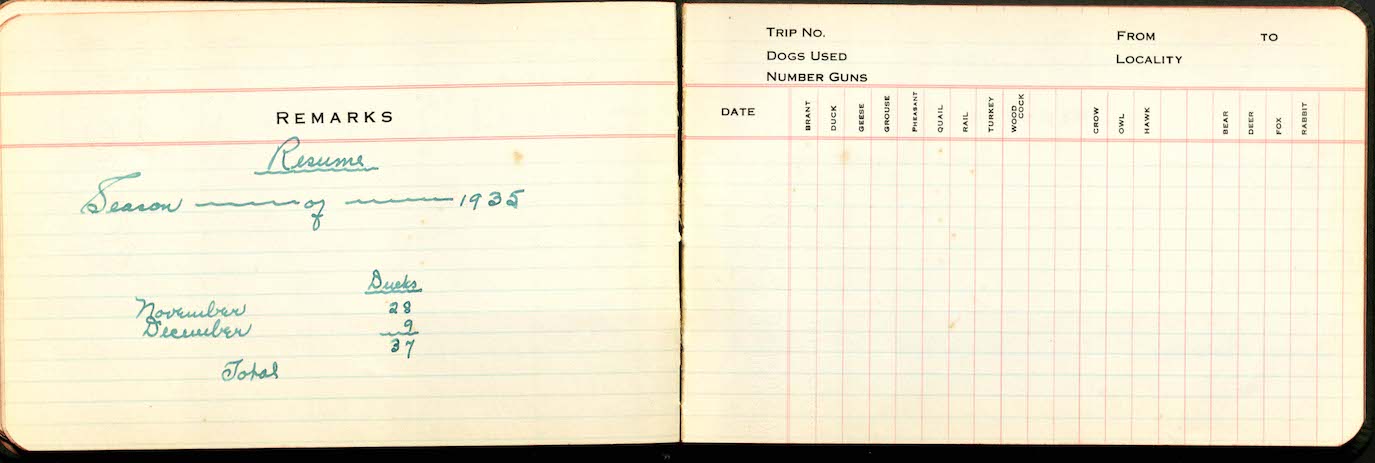 REMARKS
Resume
Season of 1935
Ducks
November 28
December 9
37
Total
TRIP NO. FROM TO
DOGS USED LOCALITY
NUMBER GUNS
DATE BRANT DUCK GEESE GROUSE PHEASANT QUAIL RAIL TURKEY WOOD COCK CROW OWL HAWK BEAR DEER FOX RABBIT